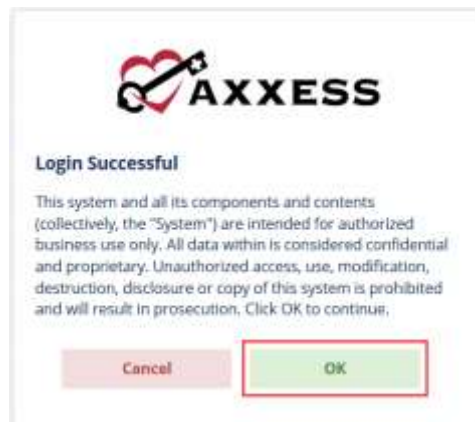 AXXESS
Login Successful
This system and all its components and contents
(collectively, the "System") are intended for authorized
business use only. All data within is considered confidential
and proprietary. Unauthorized access, use, modification,
destruction, disclosure or copy of this system is prohibited
and will result in prosecution. Click OK to continue.
Cancel OK